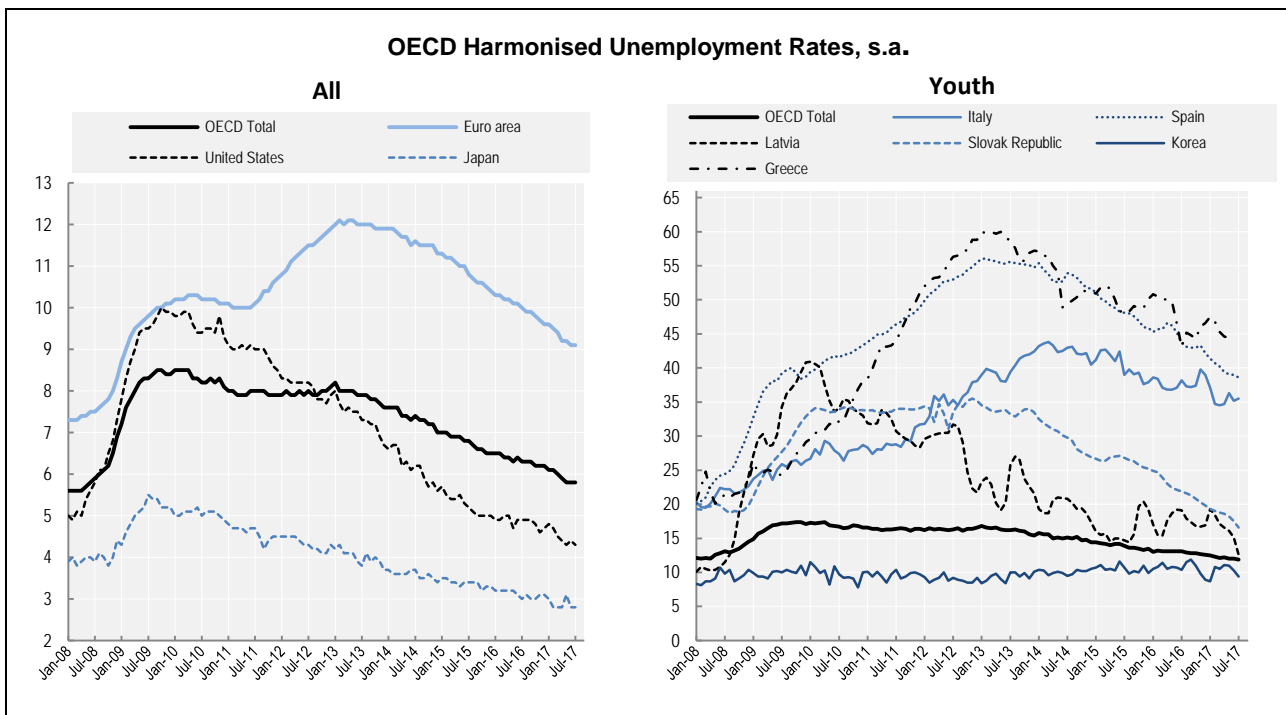 OECD Harmonised Unemployment Rates, s.a.
All
OECD Total
Euro area
United States
Japan
13
12
11
10
9
8
7
6
5
4
3
2
Jan-08
Jul-08
Jan-09
Jul-09
Jan-10
Jul-10
Jan-11
Jul-11
Jan-12
Jul-12
Jan-13
Jul-13
Jan-14
Jul-14
Jan-15
Jul-15
Jan-16
Jul-16
Jan-17
Jul-17
Youth
OECD Total
Italy
Spain
Latvia
Slovak Republic
Korea
Greece
65
60
55
50
45
40
35
30
25
20
15
10
5
0
Jan-08
Jul-08
Jan-09
Jul-09
Jan-10
Jul-10
Jan-11
Jul-11
Jan-12
Jul-12
Jan-13
Jul-13
Jan-14
Jul-14
Jan-15
Jul-15
Jan-16
Jul-16
Jan-17
Jul-17